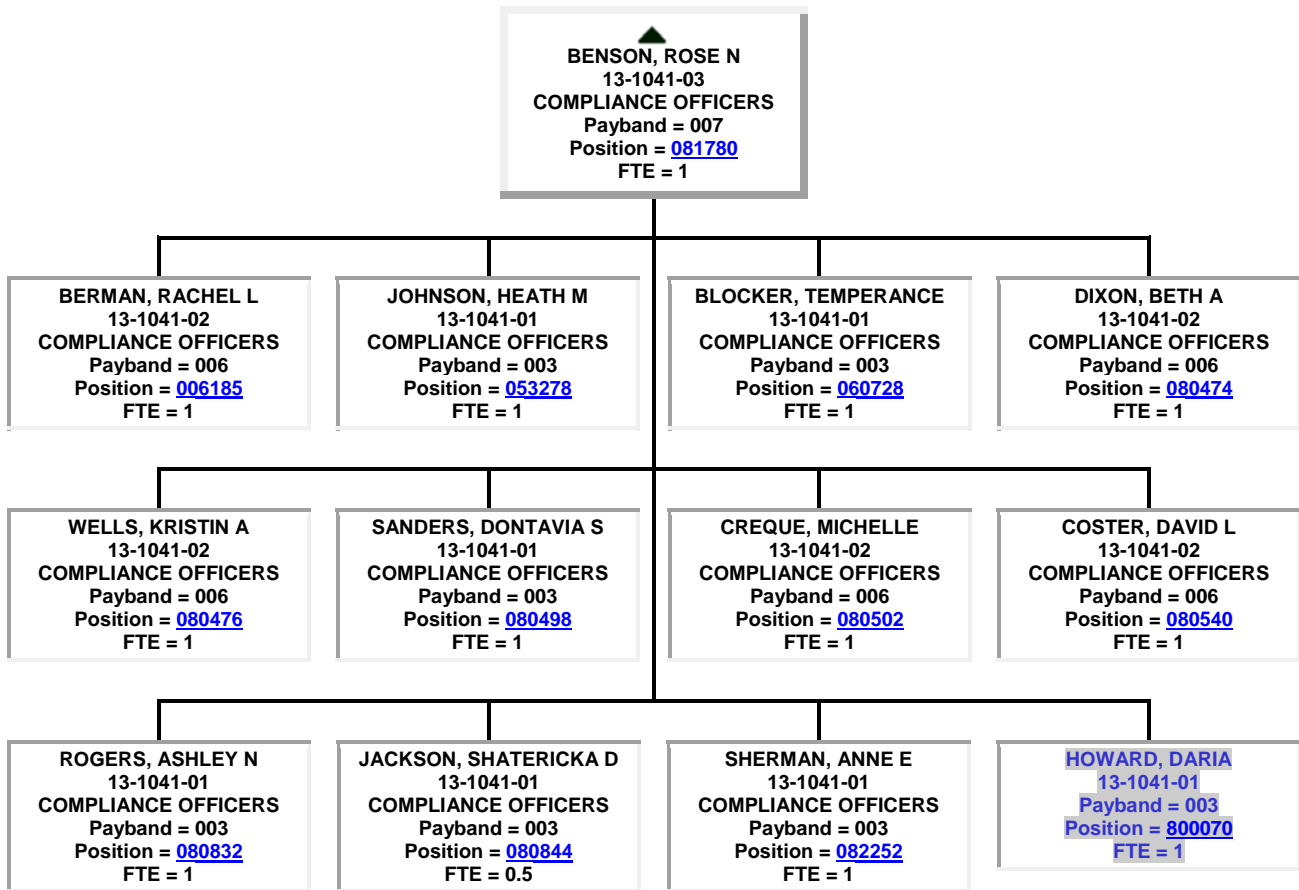 BENSON, ROSE N
13-1041-03
COMPLIANCE OFFICERS
Payband = 007
Position = 081780
FTE = 1
BERMAN, RACHEL L
13-1041-02
COMPLIANCE OFFICERS
Payband = 006
Position = 006185
FTE = 1
JOHNSON, HEATH M
13-1041-01
COMPLIANCE OFFICERS
Payband = 003
Position = 053278
FTE = 1
BLOCKER, TEMPERANCE
13-1041-01
COMPLIANCE OFFICERS
Payband = 003
Position = 060728
FTE = 1
DIXON, BETH A
13-1041-02
COMPLIANCE OFFICERS
Payband = 006
Position = 080474
FTE = 1
WELLS, KRISTIN A
13-1041-02
COMPLIANCE OFFICERS
Payband = 006
Position = 080476
FTE = 1
SANDERS, DONTAVIA S
13-1041-01
COMPLIANCE OFFICERS
Payband = 003
Position = 080498
FTE = 1
CREQUE, MICHELLE
13-1041-02
COMPLIANCE OFFICERS
Payband = 006
Position = 080502
FTE = 1
COSTER, DAVID L
13-1041-02
COMPLIANCE OFFICERS
Payband = 006
Position = 080540
FTE = 1
ROGERS, ASHLEY N
13-1041-01
COMPLIANCE OFFICERS
Payband = 003
Position = 080832
FTE = 1
JACKSON, SHATERICKA D
13-1041-01
COMPLIANCE OFFICERS
Payband = 003
Position = 080844
FTE = 0.5
SHERMAN, ANNE E
13-1041-01
COMPLIANCE OFFICERS
Payband = 003
Position = 082252
FTE = 1
HOWARD, DARIA
13-1041-01
Payband = 003
Position = 800070
FTE = 1